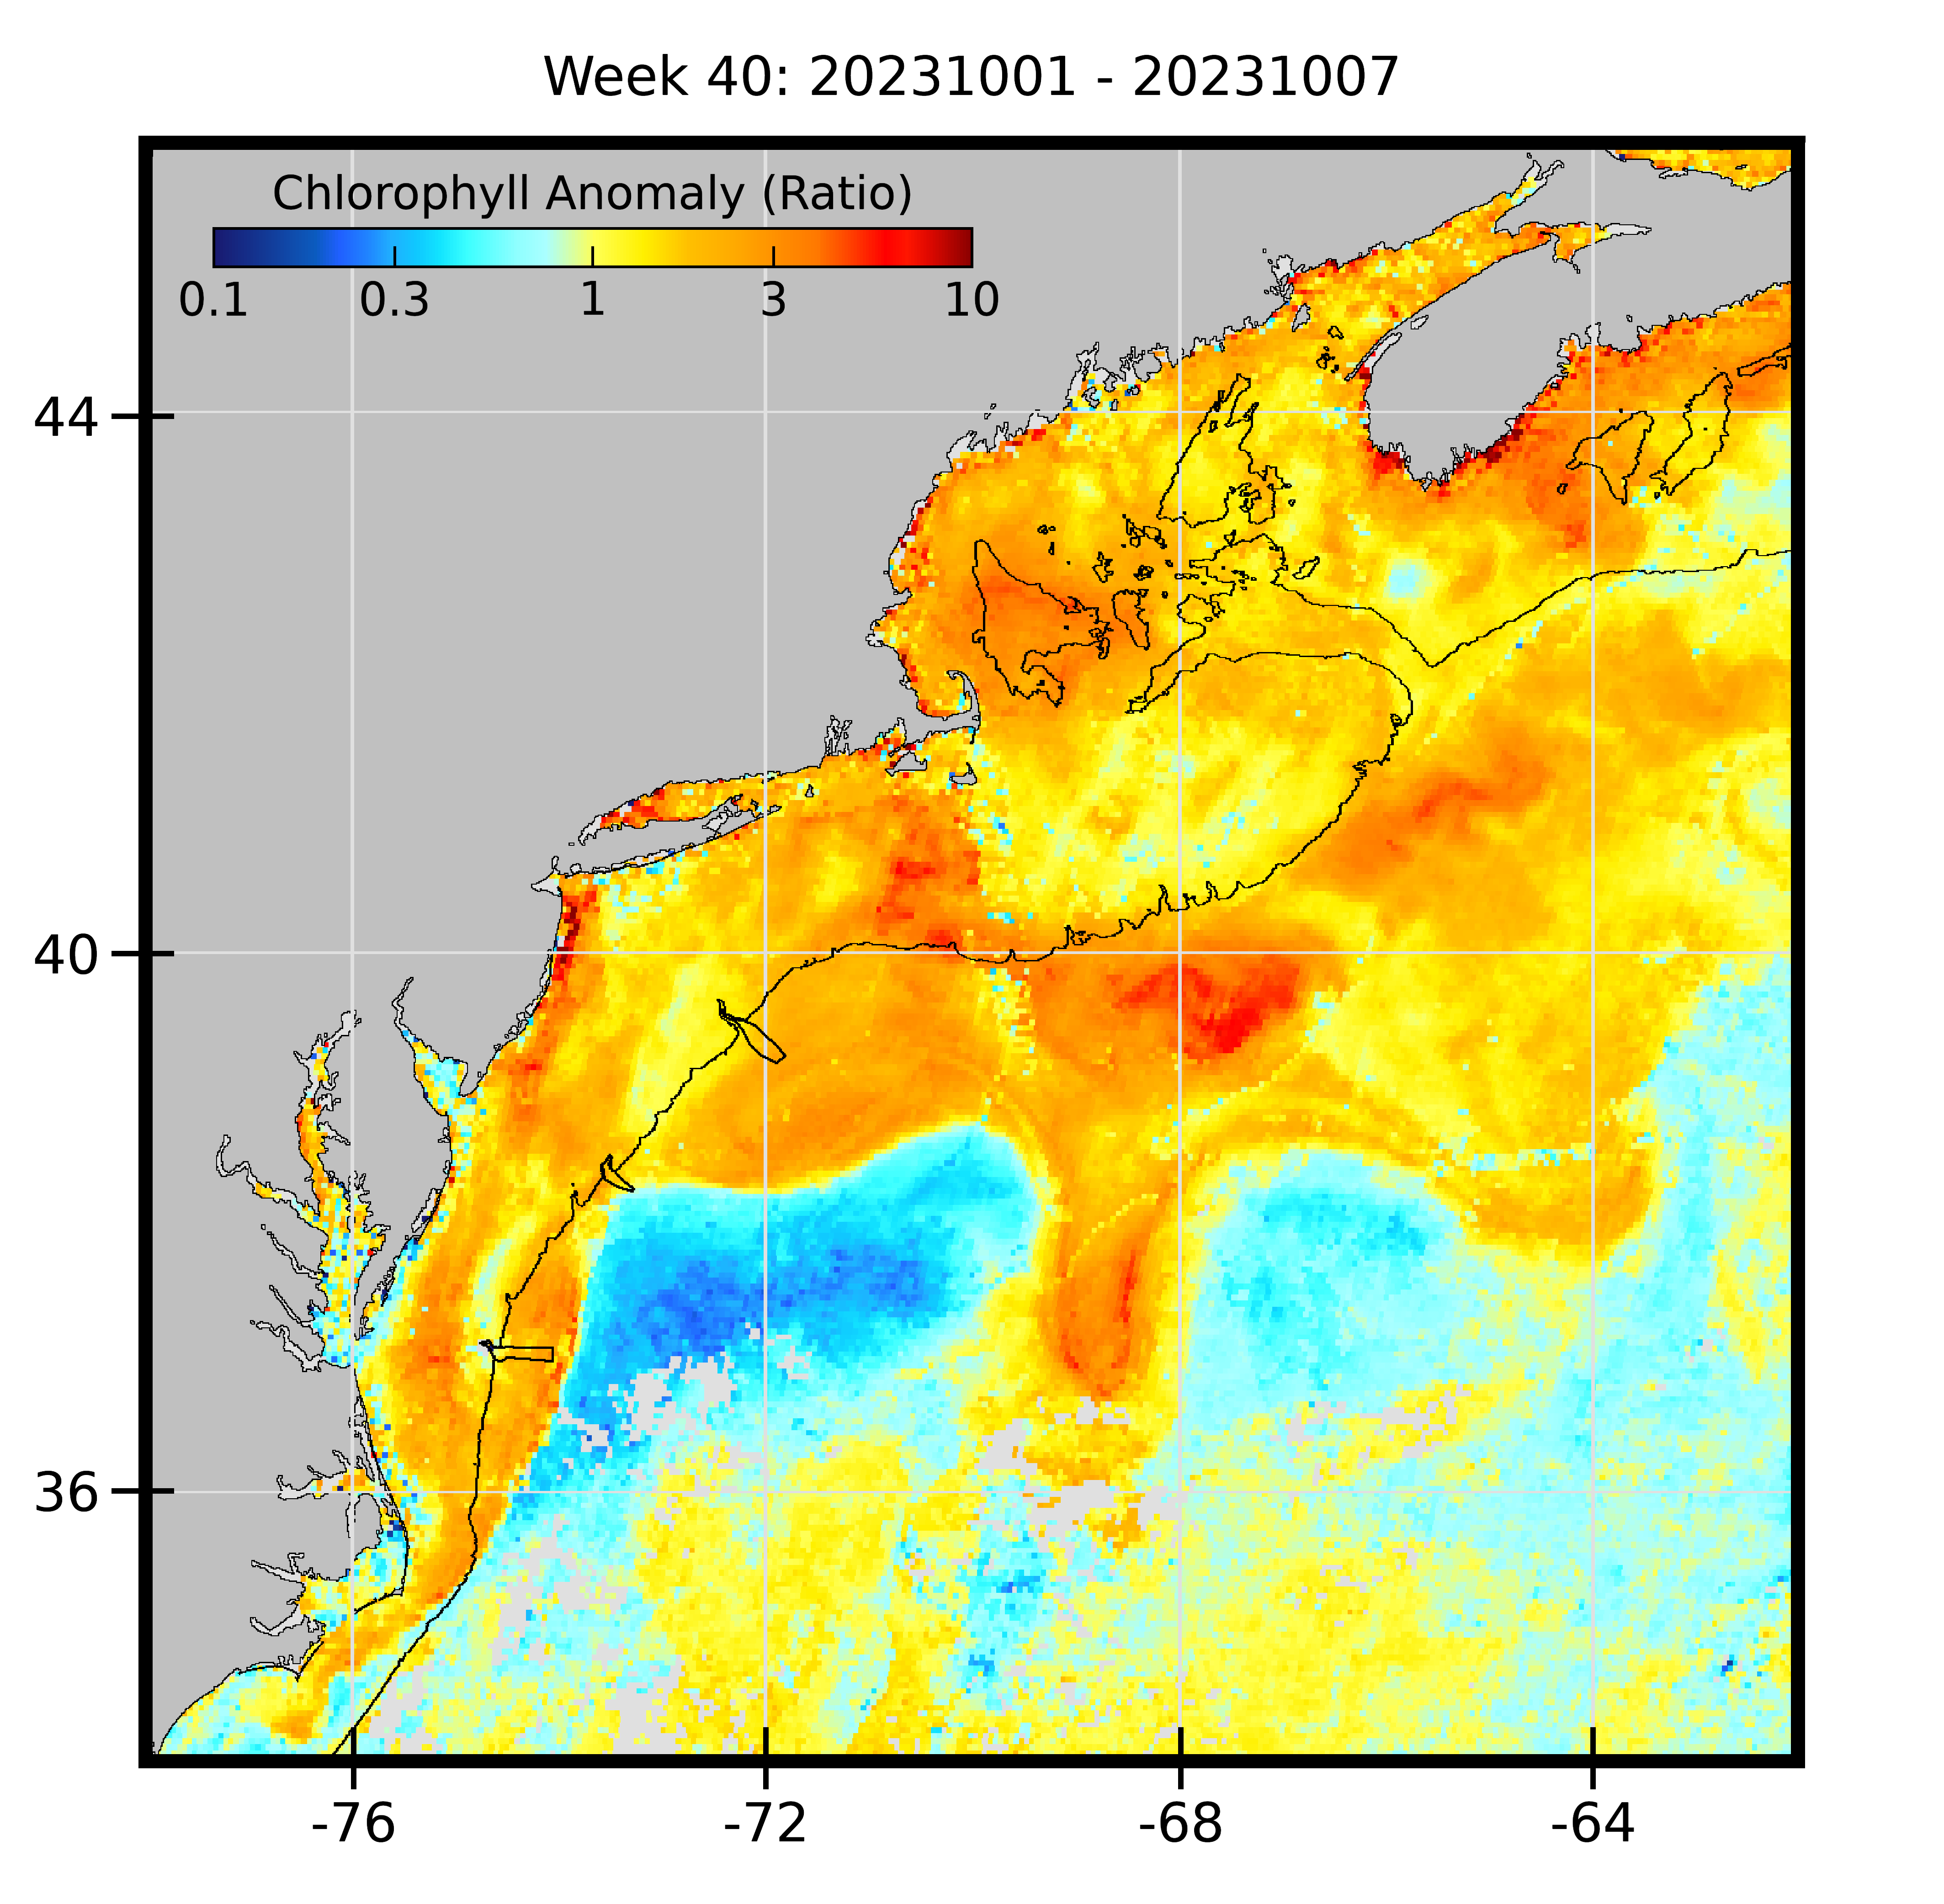 Week 40: 20231001 - 20231007
Chlorophyll Anomaly (Ratio)
0.1 0.3 1 3 10
44
40
36
-76 -72 -68 -64